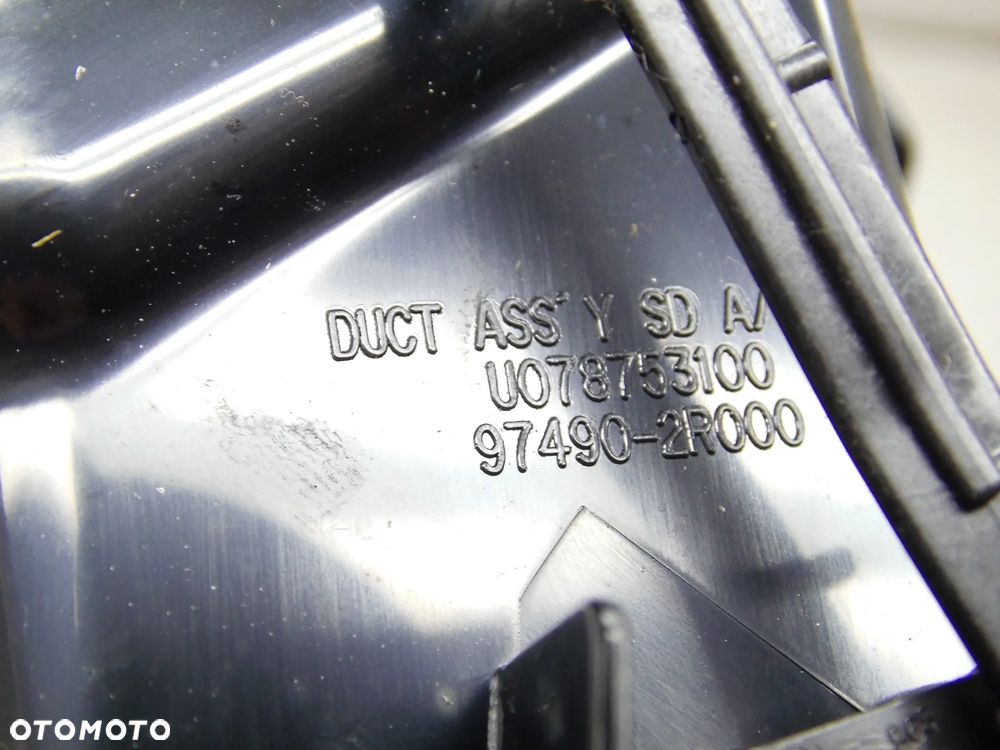 DUCT ASS'Y SD A/
U078753100
97490-2R000
OTOMOTO